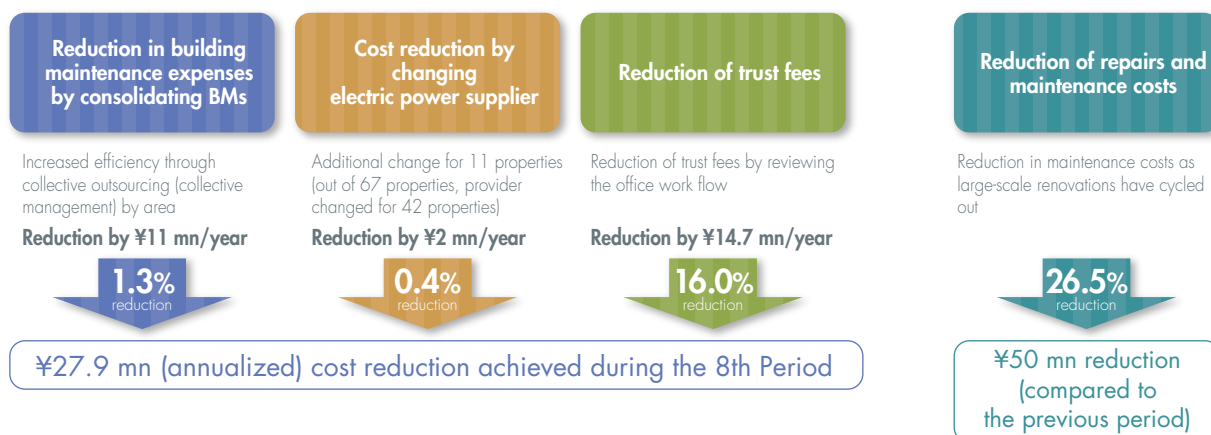 Reduction in building
maintenance expenses
by consolidating BMs
Increased efficiency through
collective outsourcing (collective
management) by area
Reduction by ¥11 mn/year
1.3%
reduction
Cost reduction by
changing
electric power supplier
Additional change for 11 properties
(out of 67 properties, provider
changed for 42 properties)
Reduction by ¥2 mn/year
0.4%
reduction
Reduction of trust fees
Reduction of trust fees by reviewing
the office work flow
Reduction by ¥14.7 mn/year
16.0%
reduction
¥27.9 mn (annualized) cost reduction achieved during the 8th Period
Reduction of repairs and
maintenance costs
Reduction in maintenance costs as
large-scale renovations have cycled
out
26.5%
reduction
¥50 mn reduction
(compared to
the previous period)